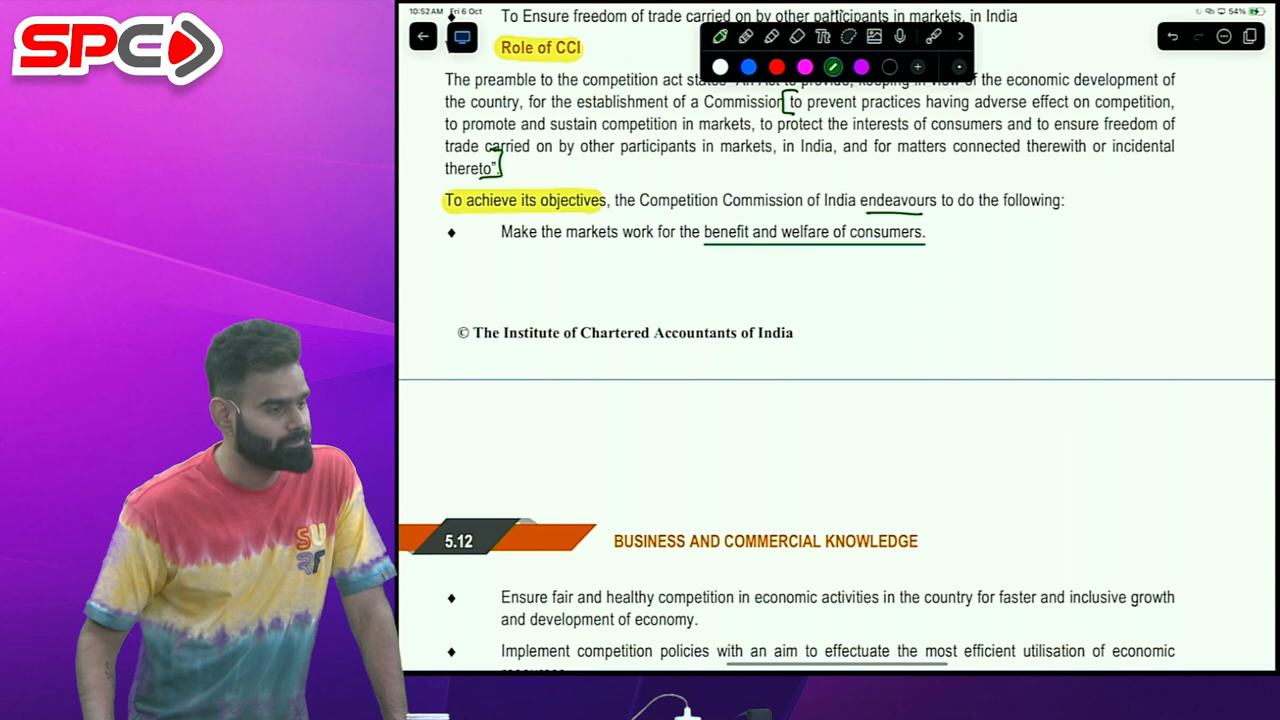 SPC
10:52AM Fri 6 Oct
54%
To Ensure freedom of trade carried on by other participants in markets, in India
Role of CCI
The preamble to the competition act states “An Act to provide, keeping in view of the economic development of
the country, for the establishment of a Commission to prevent practices having adverse effect on competition,
to promote and sustain competition in markets, to protect the interests of consumers and to ensure freedom of
trade carried on by other participants in markets, in India, and for matters connected therewith or incidental
thereto”.
To achieve its objectives, the Competition Commission of India endeavours to do the following:
♦ Make the markets work for the benefit and welfare of consumers.
© The Institute of Chartered Accountants of India
5.12 BUSINESS AND COMMERCIAL KNOWLEDGE
♦ Ensure fair and healthy competition in economic activities in the country for faster and inclusive growth
and development of economy.
♦ Implement competition policies with an aim to effectuate the most efficient utilisation of economic
SURF